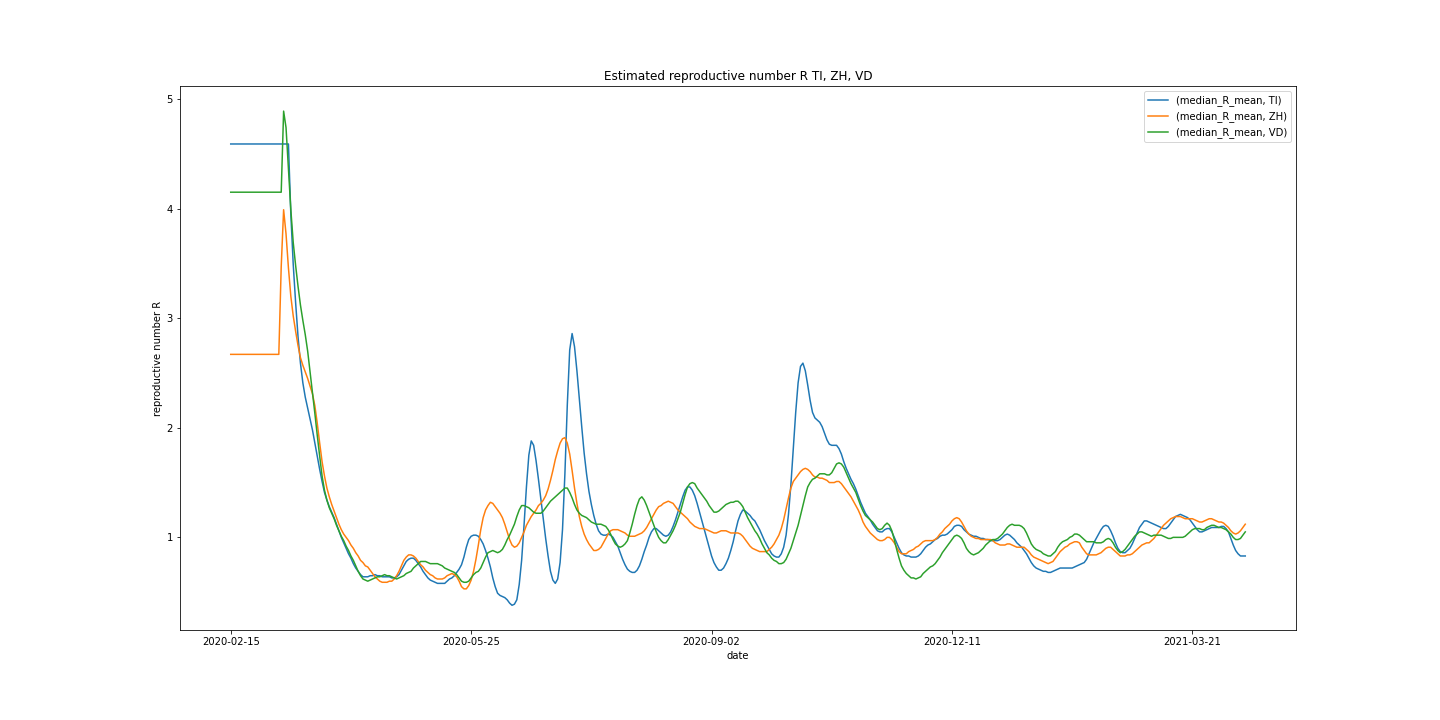 Estimated reproductive number R TI, ZH, VD
(median_R_mean, TI)
(median_R_mean, ZH)
(median_R_mean, VD)
reproductive number R
5
4
3
2
1
2020-02-15
2020-05-25
2020-09-02
2020-12-11
2021-03-21
date